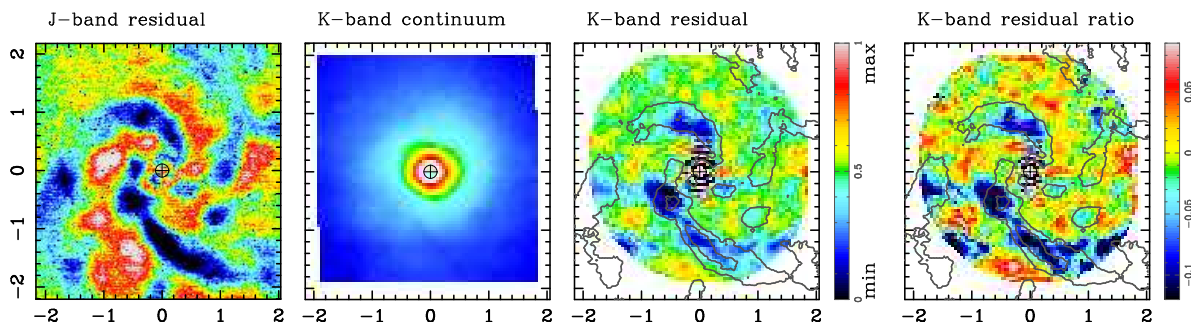 J-band residual
K-band continuum
K-band residual
K-band residual ratio
2
1
0
−1
−2
−2 −1 0 1 2
−2 −1 0 1 2
−2 −1 0 1 2
−2 −1 0 1 2
1
0.5
0
max
min
0.05
0
−0.05
−0.1